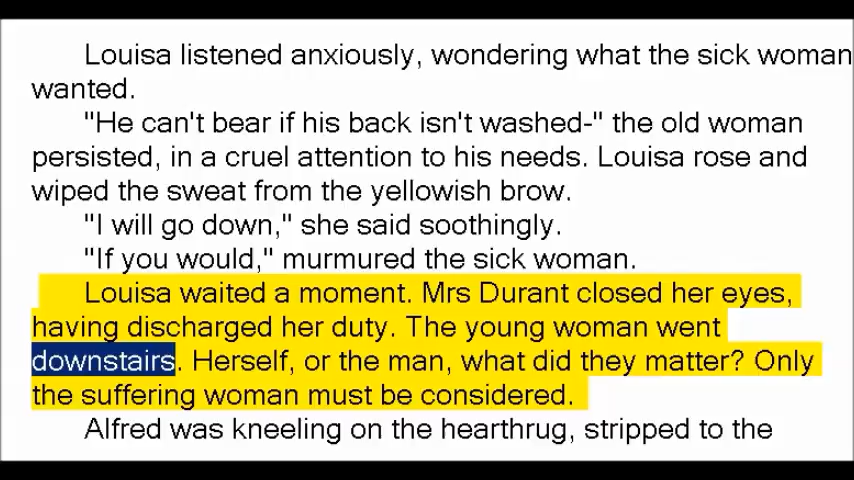 Louisa listened anxiously, wondering what the sick woman
wanted.
"He can't bear if his back isn't washed-" the old woman
persisted, in a cruel attention to his needs. Louisa rose and
wiped the sweat from the yellowish brow.
"I will go down," she said soothingly.
"If you would," murmured the sick woman.
Louisa waited a moment. Mrs Durant closed her eyes,
having discharged her duty. The young woman went
downstairs. Herself, or the man, what did they matter? Only
the suffering woman must be considered.
Alfred was kneeling on the hearthrug, stripped to the